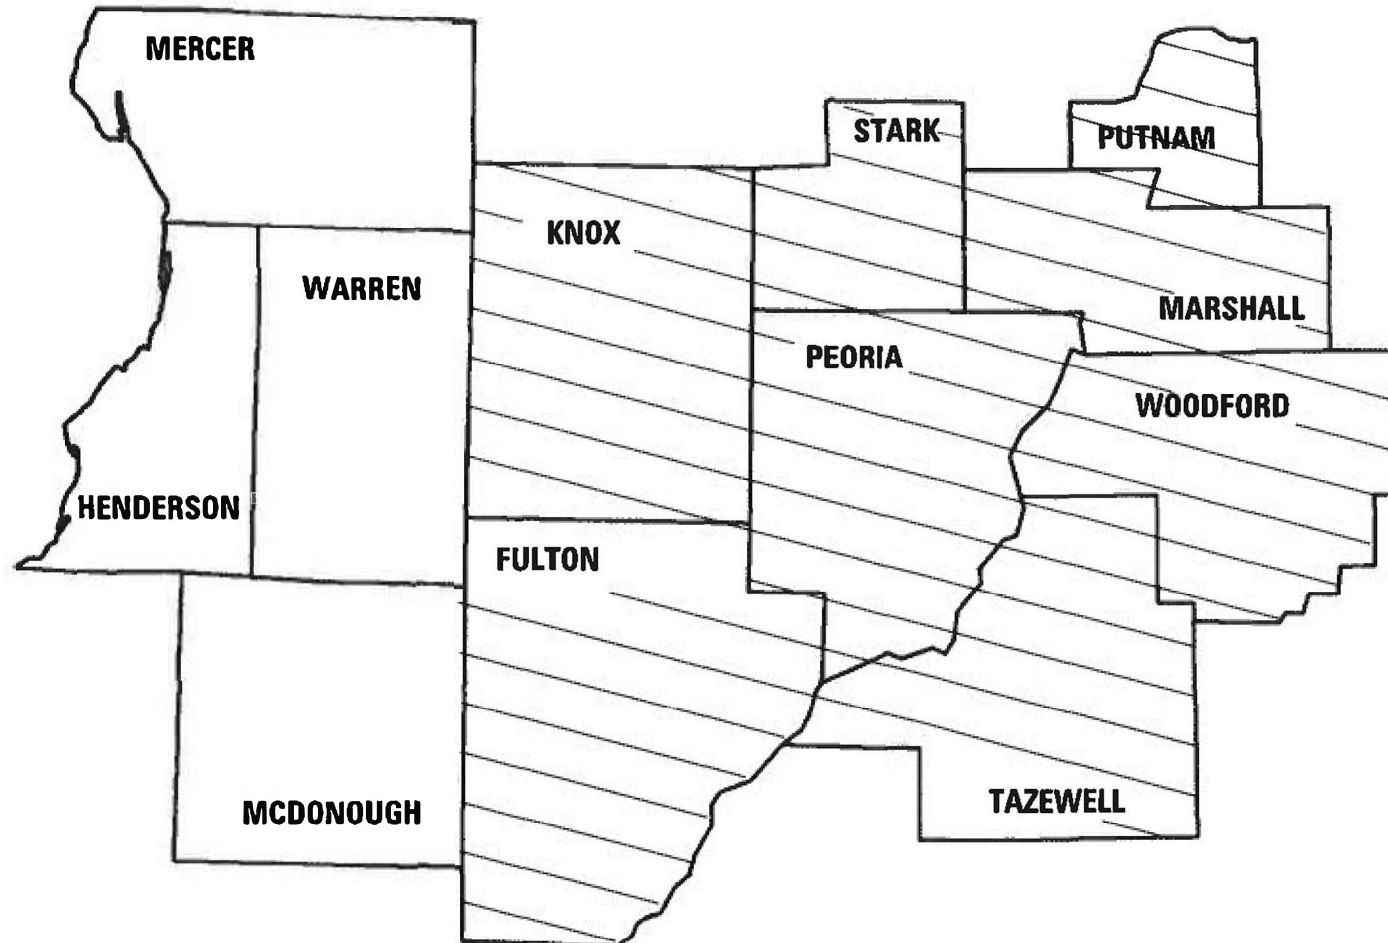 MERCER
STARK
PUTNAM
KNOX
WARREN
MARSHALL
PEORIA
WOODFORD
HENDERSON
FULTON
TAZEWELL
MCDONOUGH